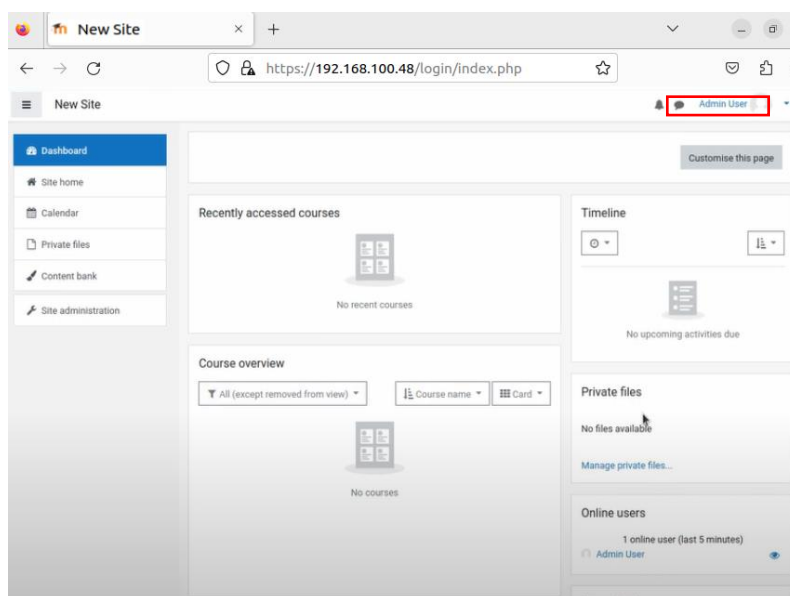 New Site
https://192.168.100.48/login/index.php
New Site
Admin User
Dashboard
Site home
Calendar
Private files
Content bank
Site administration
Customise this page
Recently accessed courses
No recent courses
Course overview
All (except removed from view)
Course name
Card
No courses
Timeline
No upcoming activities due
Private files
No files available
Manage private files...
Online users
1 online user (last 5 minutes)
Admin User